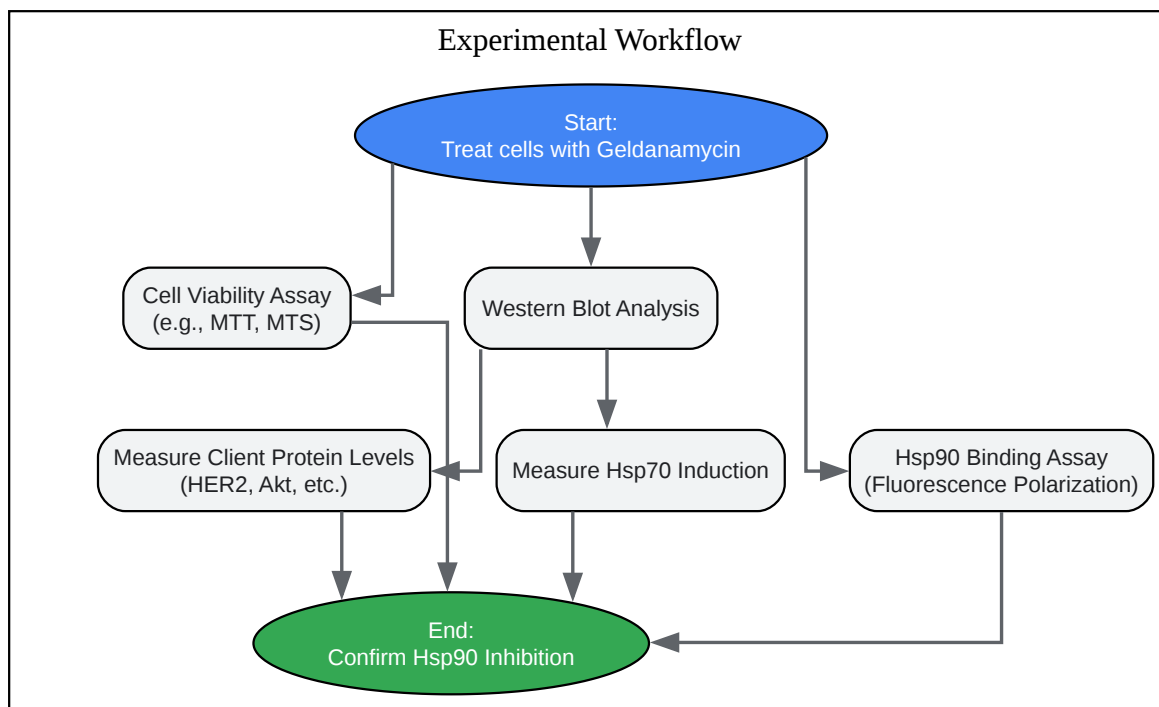 Experimental Workflow
Start:
Treat cells with Geldanamycin
Cell Viability Assay
(e.g., MTT, MTS)
Western Blot Analysis
Measure Client Protein Levels
(HER2, Akt, etc.)
Measure Hsp70 Induction
Hsp90 Binding Assay
(Fluorescence Polarization)
End:
Confirm Hsp90 Inhibition